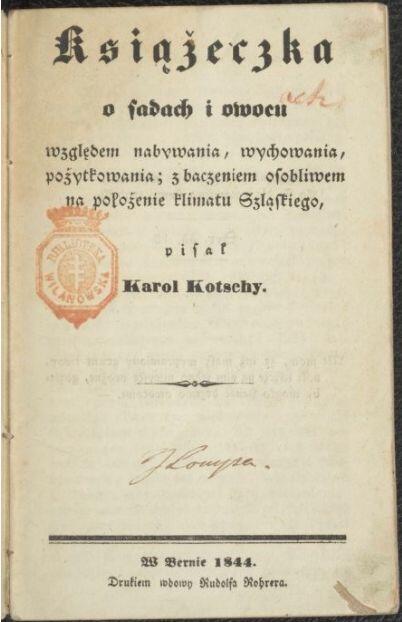 Książeczka
o sadach i owocu
względem nabywania, wychowania,
pożytkowania; z baczeniem osobliwem
na położenie klimatu Szląskiego,
pisał
Karol Kotschy.
BIBLIOTEKA
WILANOWSKA
JLompa.
W Bernie 1844.
Drukiem wdowy Rudolfa Rohrera.